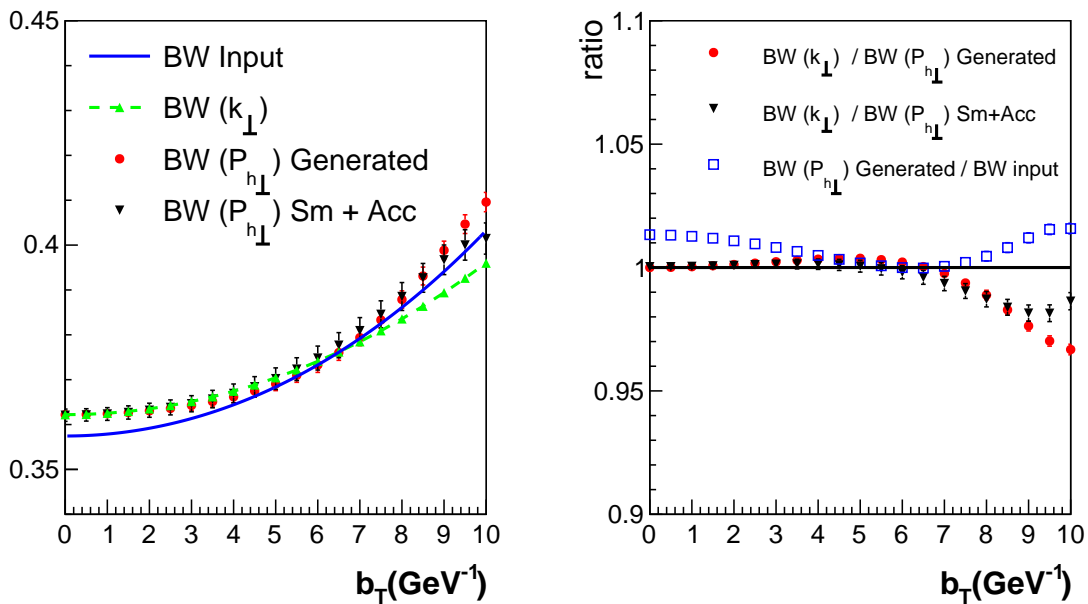 0.45
0.4
0.35
BW Input
BW (k⊥)
BW (Ph⊥) Generated
BW (Ph⊥) Sm + Acc
0 1 2 3 4 5 6 7 8 9 10
bT(GeV-1)
ratio
1.1
1.05
1
0.95
0.9
BW (k⊥) / BW (Ph⊥) Generated
BW (k⊥) / BW (Ph⊥) Sm+Acc
BW (Ph⊥) Generated / BW input
0 1 2 3 4 5 6 7 8 9 10
bT(GeV-1)